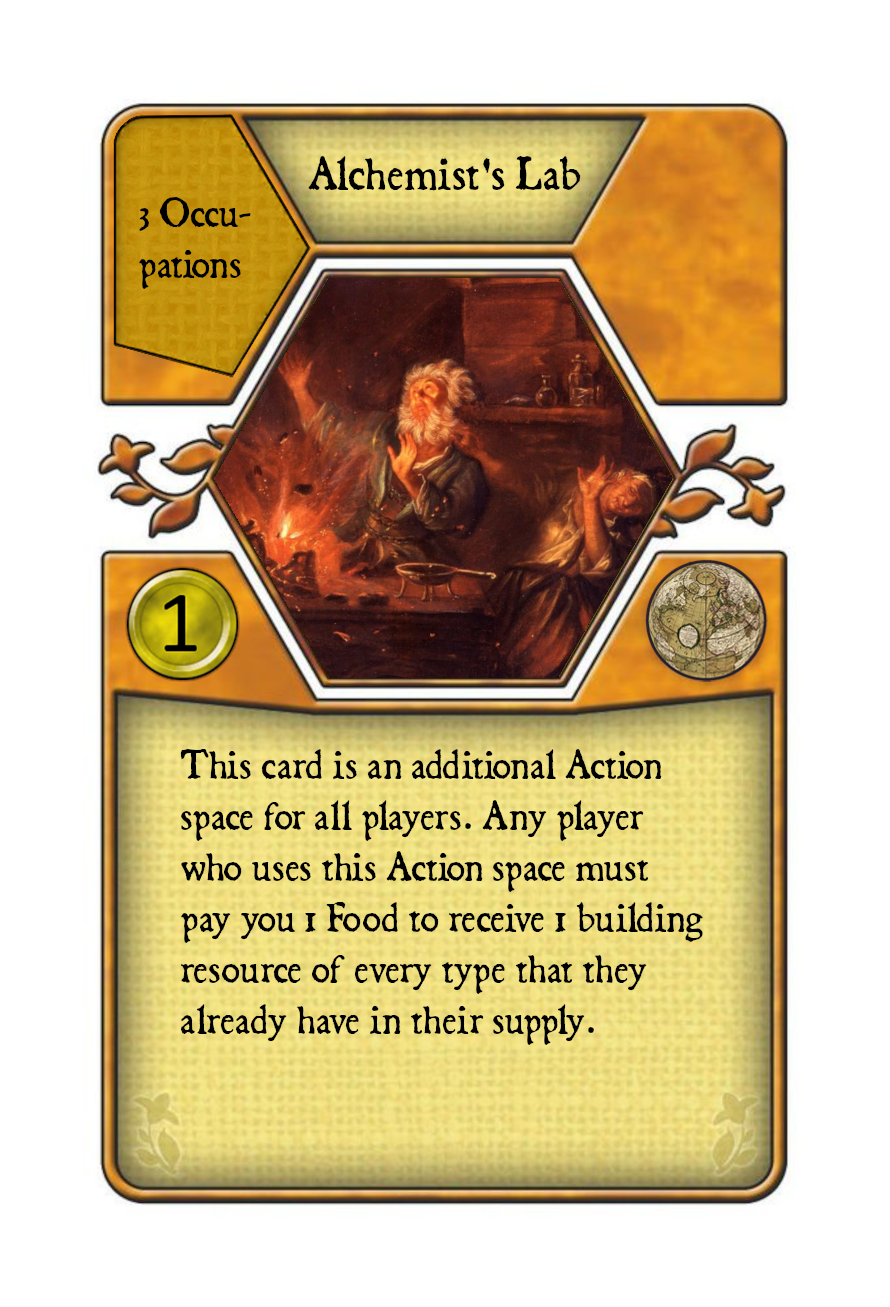 3 Occu-
pations
Alchemist's Lab
1
This card is an additional Action
space for all players. Any player
who uses this Action space must
pay you 1 Food to receive 1 building
resource of every type that they
already have in their supply.